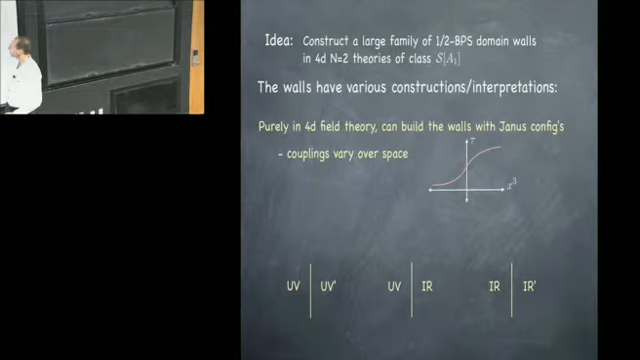 Idea: Construct a large family of 1/2-BPS domain walls
in 4d N=2 theories of class S[A₁]
The walls have various constructions/interpretations:
Purely in 4d field theory, can build the walls with Janus config's
- couplings vary over space
τ
x³
UV UV' UV IR IR IR'